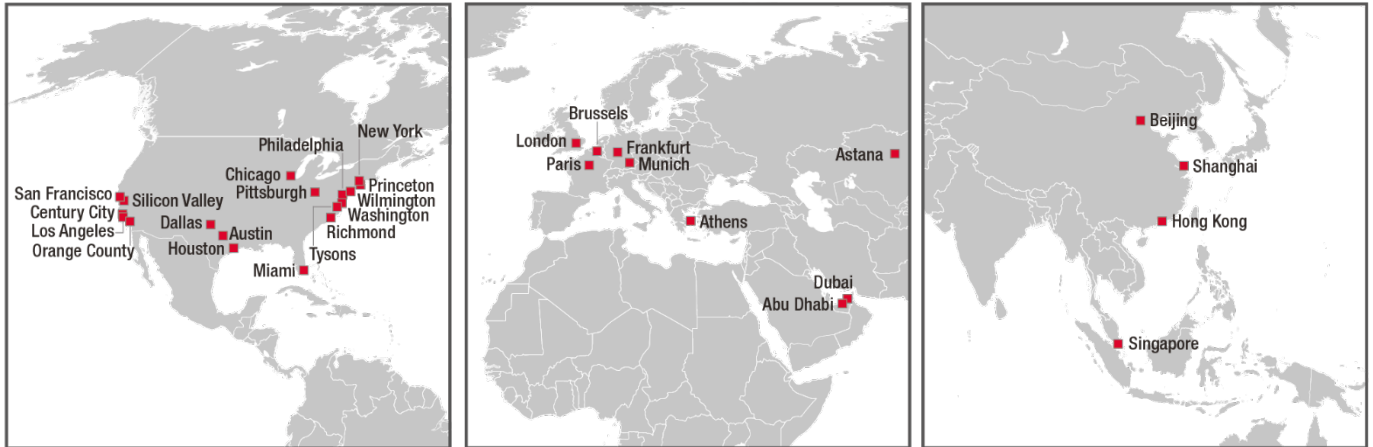 New York
Philadelphia
Chicago
Pittsburgh
Princeton
Wilmington
Washington
Richmond
Tysons
San Francisco
Silicon Valley
Century City
Los Angeles
Orange County
Dallas
Austin
Houston
Miami
Brussels
London
Frankfurt
Paris
Munich
Astana
Athens
Dubai
Abu Dhabi
Beijing
Shanghai
Hong Kong
Singapore